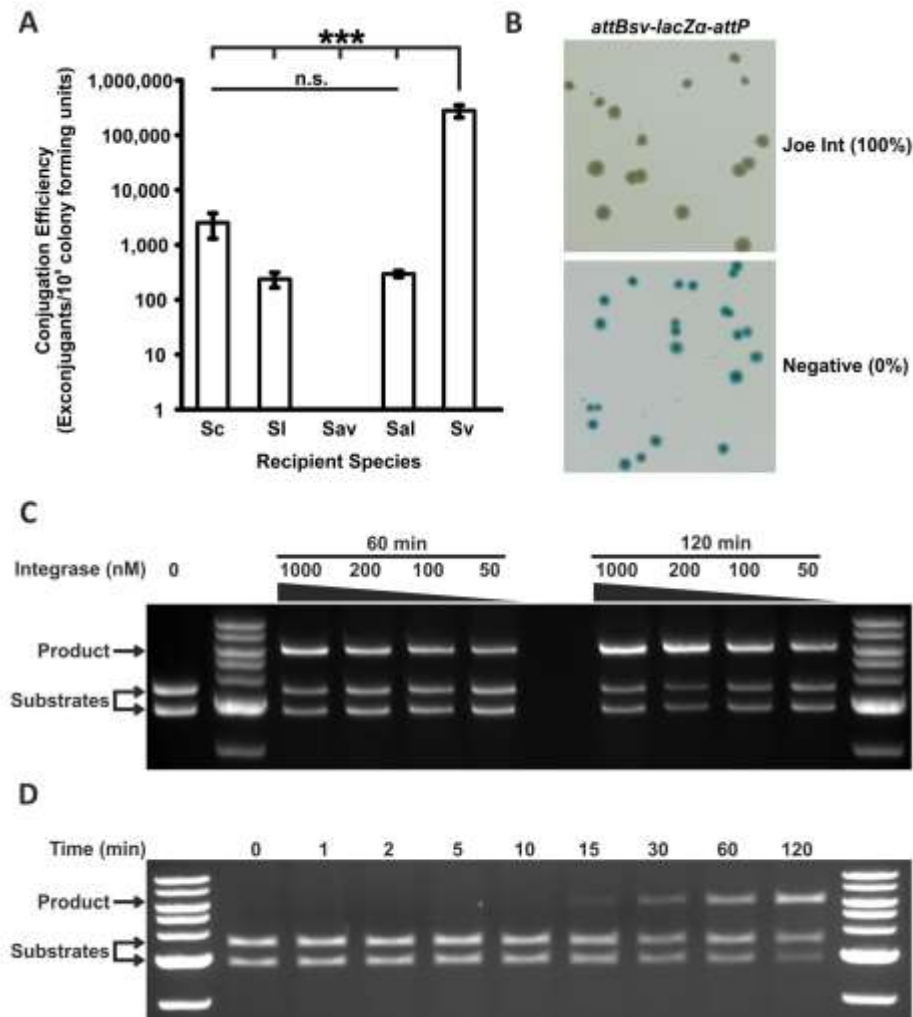 A
***
n.s.
1,000,000
100,000
10,000
1,000
100
10
1
Conjugation Efficiency
(Exconjugants/10⁸ colony forming units)
Sc Sl Sav Sal Sv
Recipient Species
B
attBsv-lacZα-attP
Joe Int (100%)
Negative (0%)
C
60 min 120 min
Integrase (nM) 0 1000 200 100 50 1000 200 100 50
Product
Substrates
D
Time (min) 0 1 2 5 10 15 30 60 120
Product
Substrates